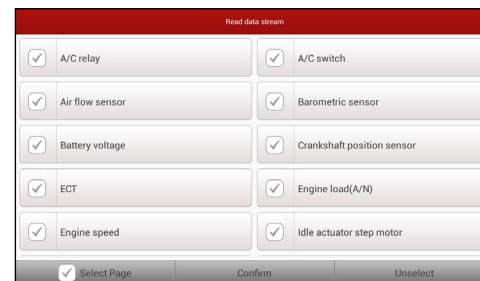 Read data stream
A/C relay
A/C switch
Air flow sensor
Barometric sensor
Battery voltage
Crankshaft position sensor
ECT
Engine load(A/N)
Engine speed
Idle actuator step motor
Select Page
Confirm
Unselect